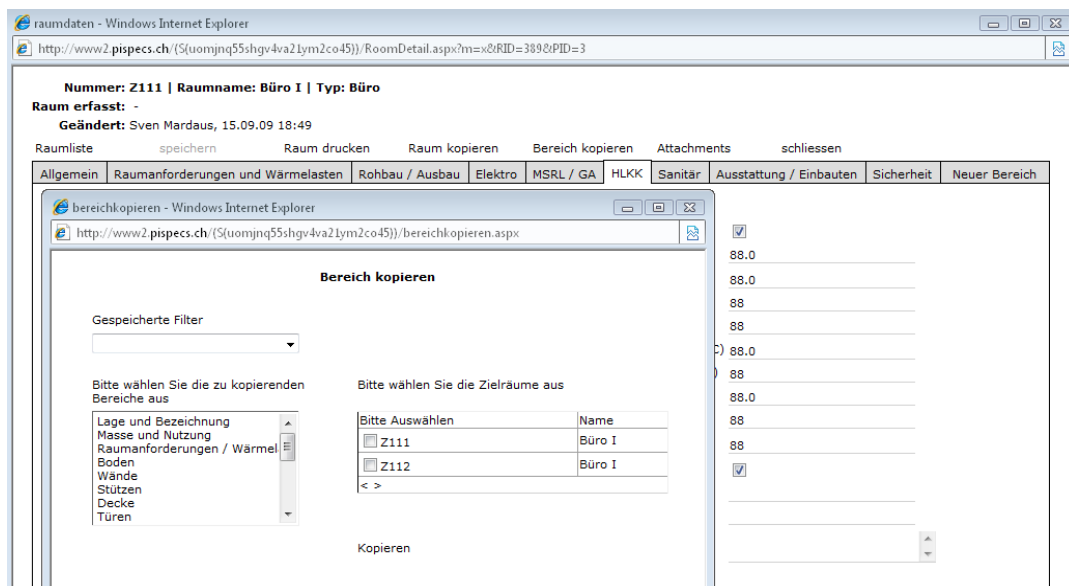 raumdaten - Windows Internet Explorer
http://www2.pispecs.ch/(S(uomjnq55shgv4va21ym2co45))/RoomDetail.aspx?m=x&RID=389&PID=3
Nummer: Z111 | Raumname: Büro I | Typ: Büro
Raum erfasst: -
Geändert: Sven Mardaus, 15.09.09 18:49
Raumliste speichern Raum drucken Raum kopieren Bereich kopieren Attachments schliessen
Allgemein Raumanforderungen und Wärmelasten Rohbau / Ausbau Elektro MSRL / GA HLKK Sanitär Ausstattung / Einbauten Sicherheit Neuer Bereich
bereichkopieren - Windows Internet Explorer
http://www2.pispecs.ch/(S(uomjnq55shgv4va21ym2co45))/bereichkopieren.aspx
Bereich kopieren
Gespeicherte Filter
Bitte wählen Sie die zu kopierenden
Bereiche aus
Lage und Bezeichnung
Masse und Nutzung
Raumanforderungen / Wärmel
Boden
Wände
Stützen
Decke
Türen
Bitte wählen Sie die Zielräume aus
Bitte Auswählen Name
Z111 Büro I
Z112 Büro I
< >
Kopieren
88.0
88.0
88
88
C) 88.0
) 88
88.0
88
88